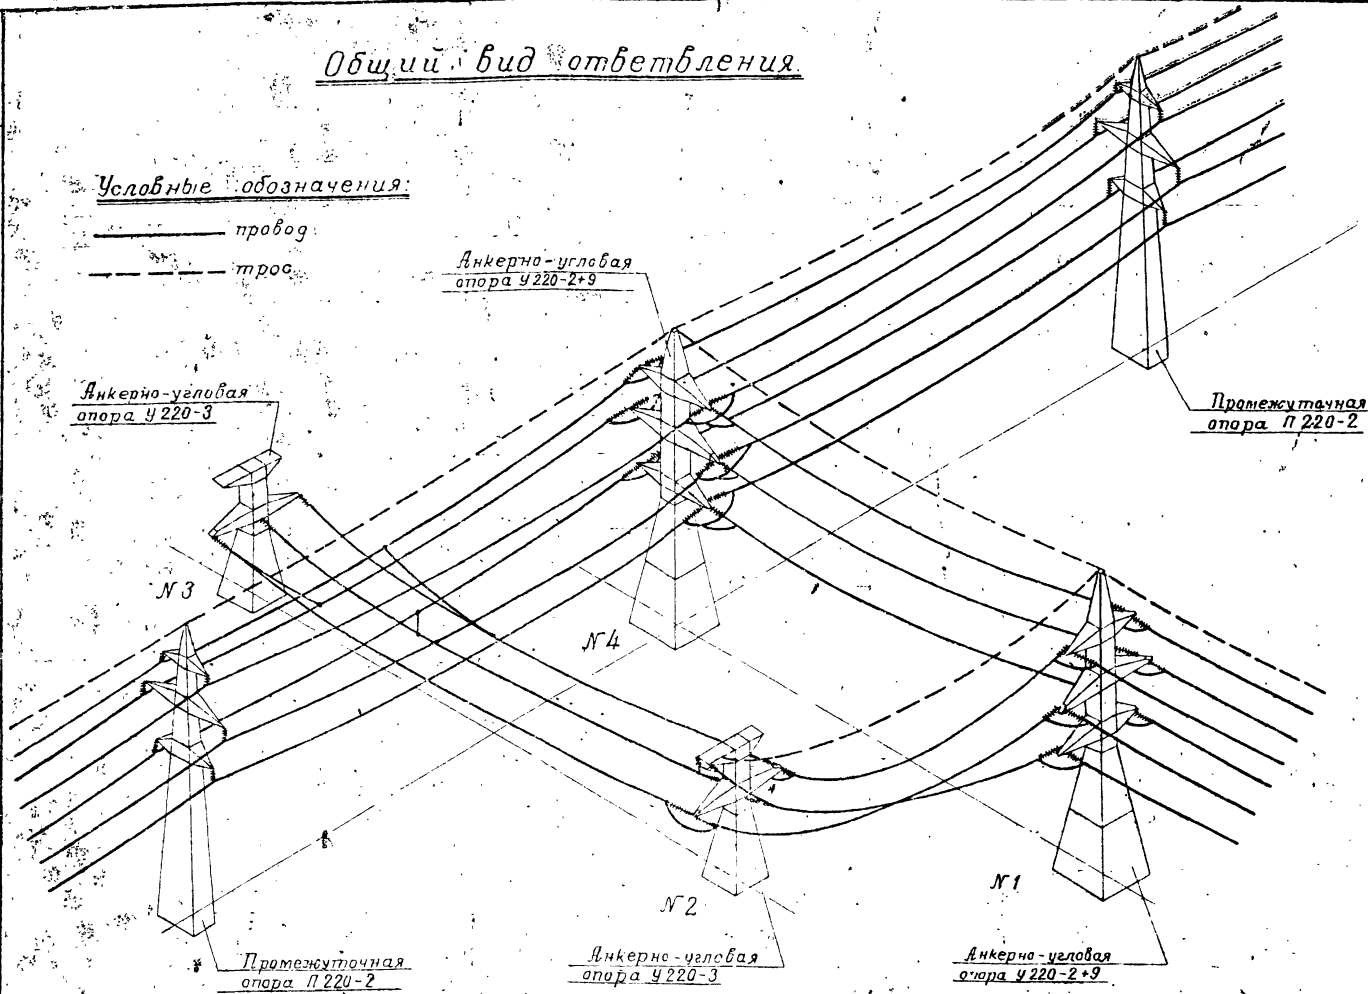 Общий вид ответвления.
Условные обозначения:
провод
трос
Анкерно-угловая
опора У220-2+9
Анкерно-угловая
опора У220-3
Промежуточная
опора П220-2
N3
N4
N1
N2
Промежуточная
опора П220-2
Анкерно-угловая
опора У220-3
Анкерно-угловая
опора У220-2+9